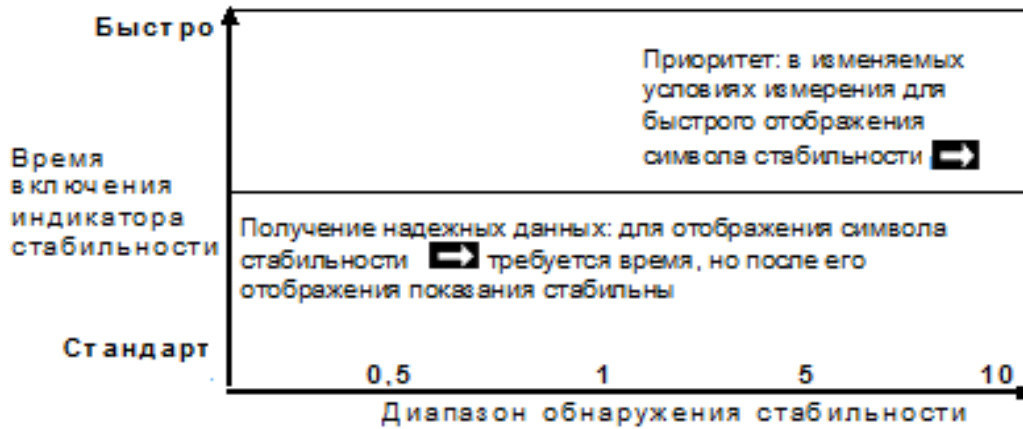 Быстро
Приоритет: в изменяемых
условиях измерения для
быстрого отображения
символа стабильности
Время
включения
индикатора
стабильности
Получение надежных данных: для отображения символа
стабильности требуется время, но после его
отображения показания стабильны
Стандарт
0,5 1 5 10
Диапазон обнаружения стабильности